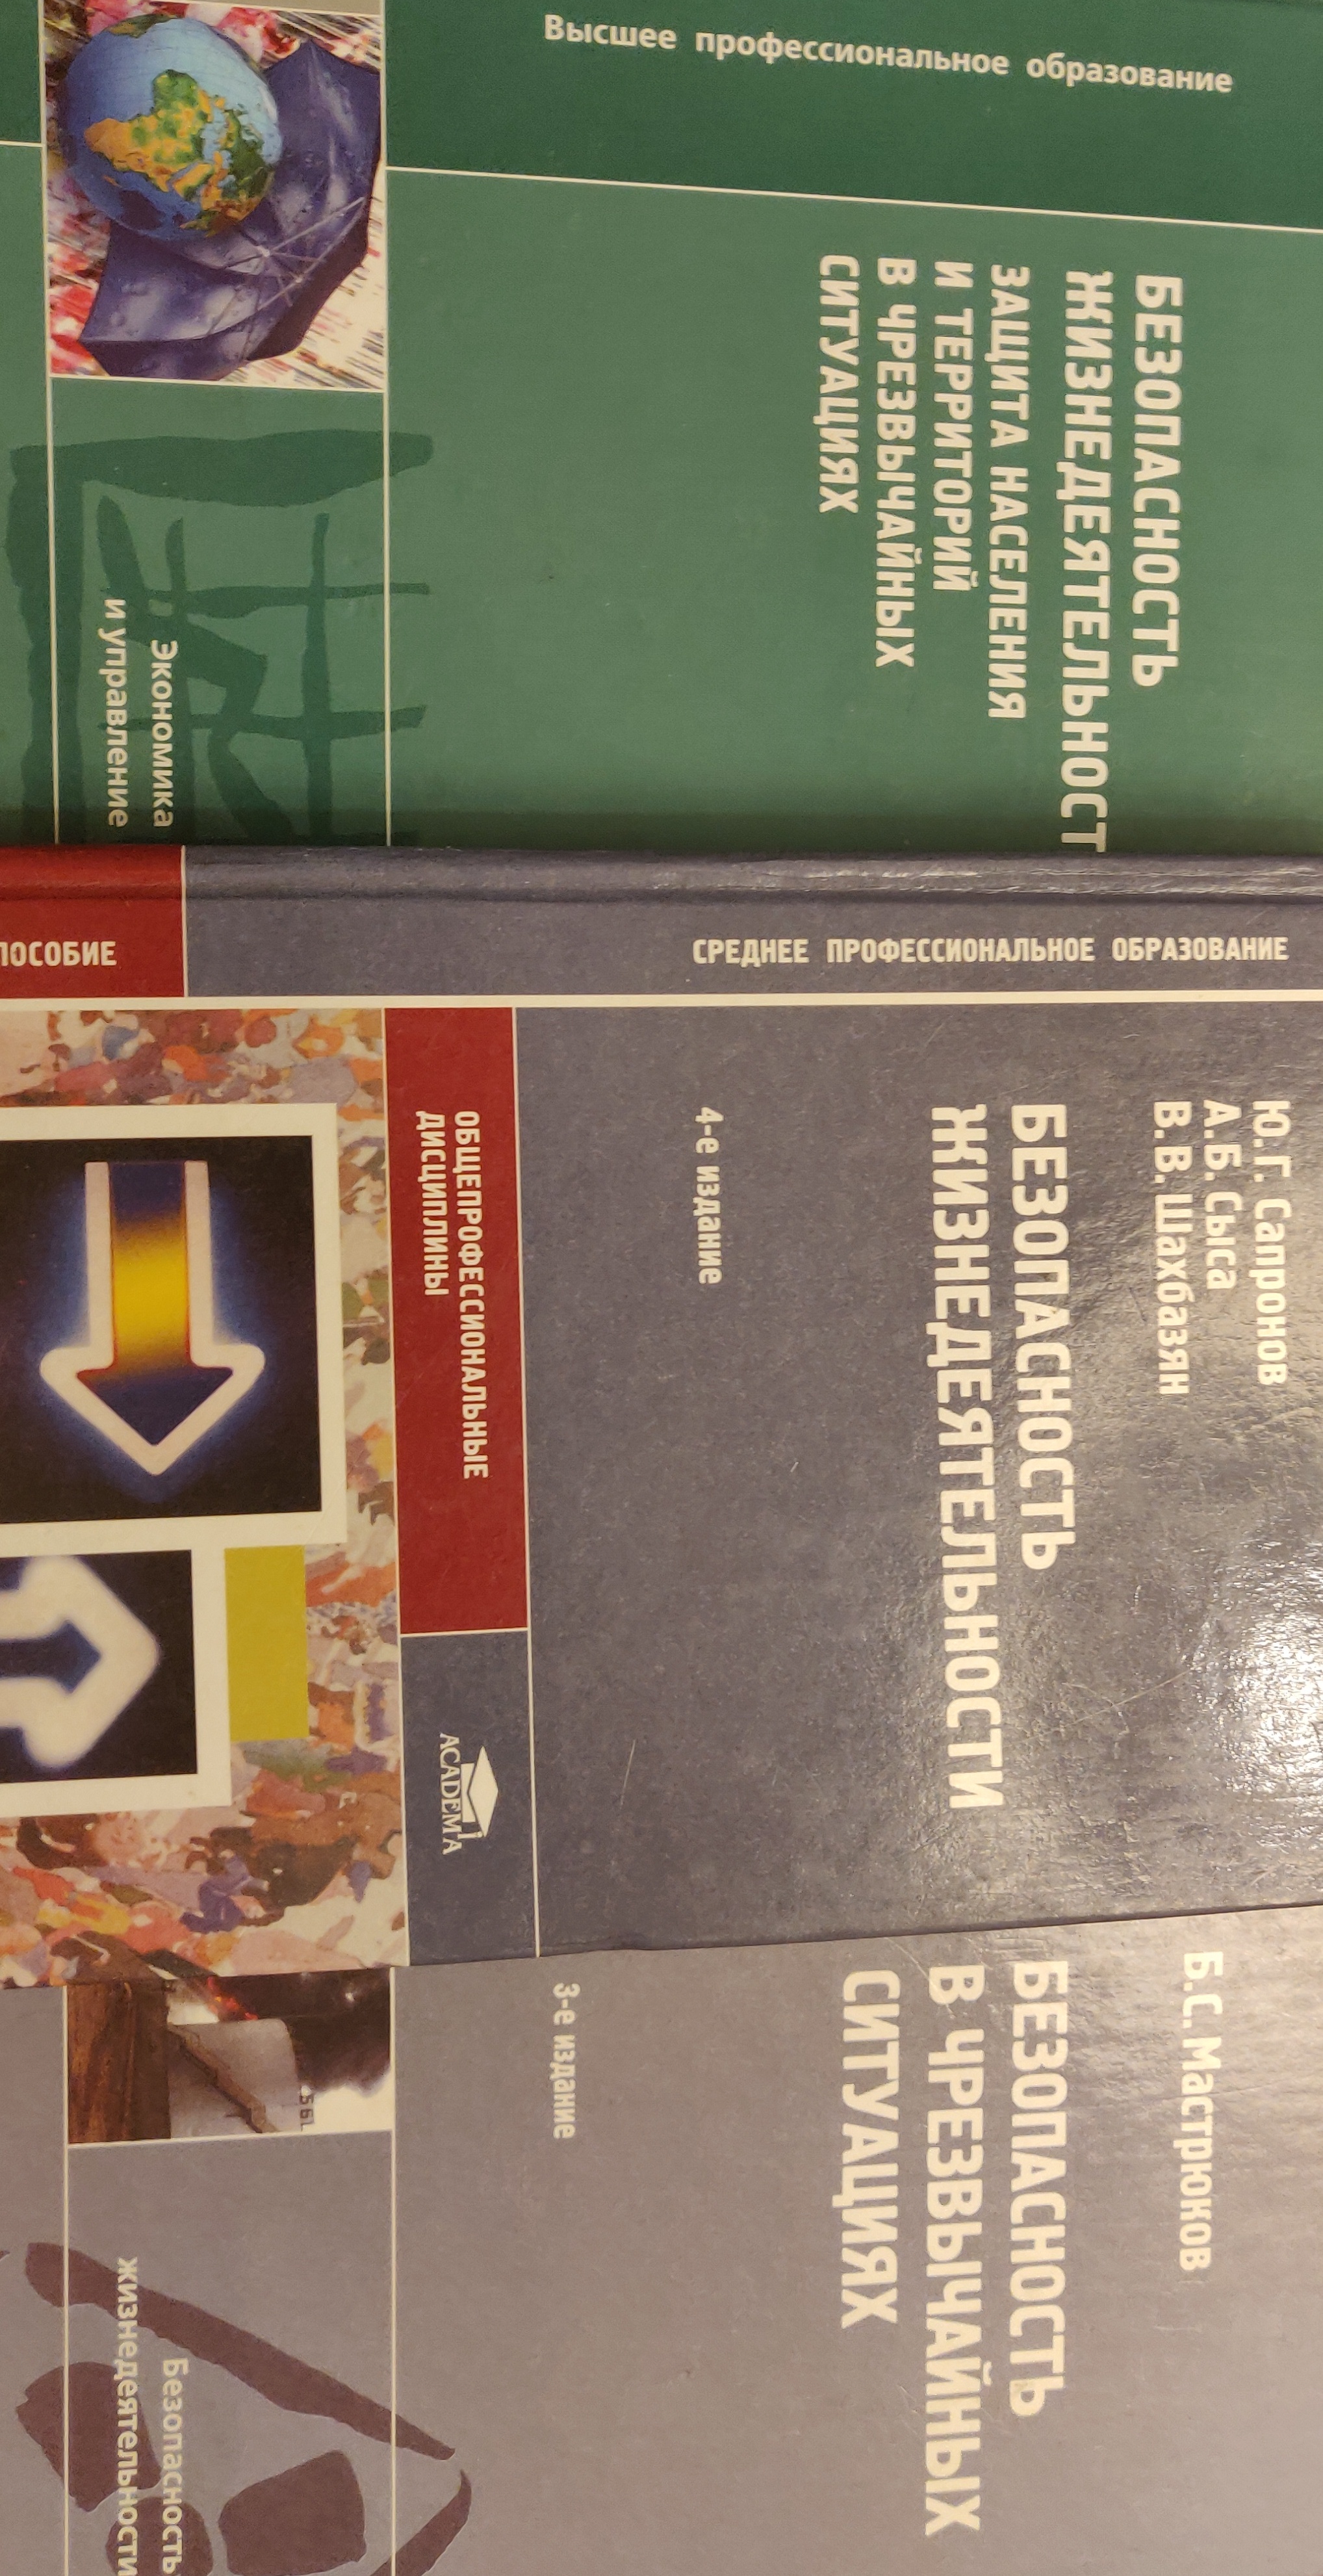 Высшее профессиональное образование
БЕЗОПАСНОСТЬ
ЖИЗНЕДЕЯТЕЛЬНОСТ
ЗАЩИТА НАСЕЛЕНИЯ
И ТЕРРИТОРИЙ
В ЧРЕЗВЫЧАЙНЫХ
СИТУАЦИЯХ
Экономика
и управление
СРЕДНЕЕ ПРОФЕССИОНАЛЬНОЕ ОБРАЗОВАНИЕ
ПОСОБИЕ
Ю.Г. Сапронов
А.Б. Сыса
В.В. Шахбазян
БЕЗОПАСНОСТЬ
ЖИЗНЕДЕЯТЕЛЬНОСТИ
4-е издание
ОБЩЕПРОФЕССИОНАЛЬНЫЕ
ДИСЦИПЛИНЫ
ACADEMA
Б.С. Мастрюков
БЕЗОПАСНОСТЬ
В ЧРЕЗВЫЧАЙНЫХ
СИТУАЦИЯХ
3-е издание
Безопасность
жизнедеятельности